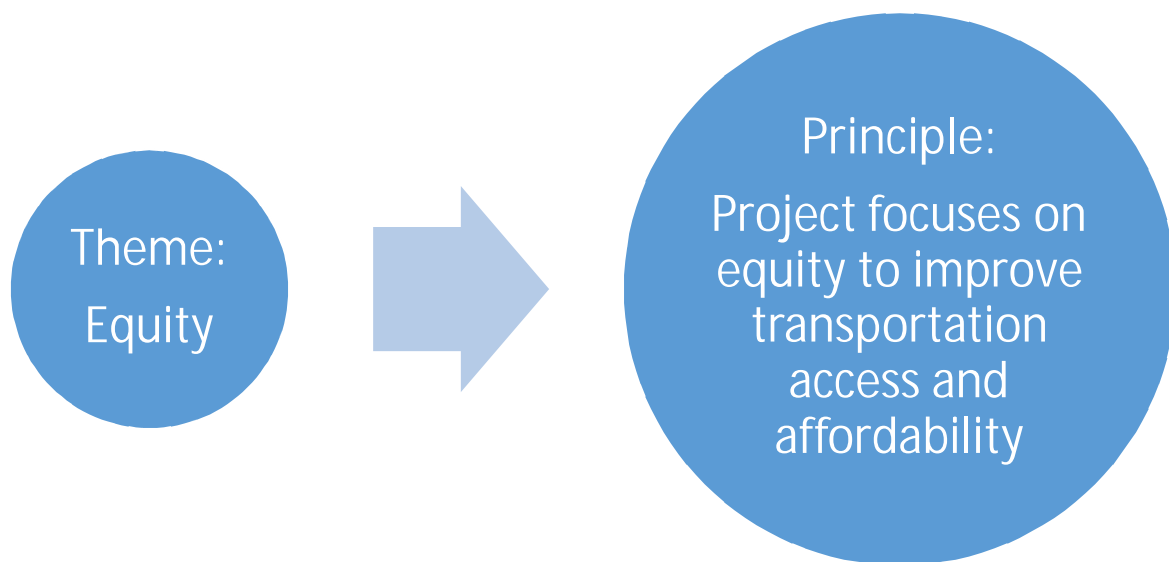 Theme:
Equity
Principle:
Project focuses on
equity to improve
transportation
access and
affordability